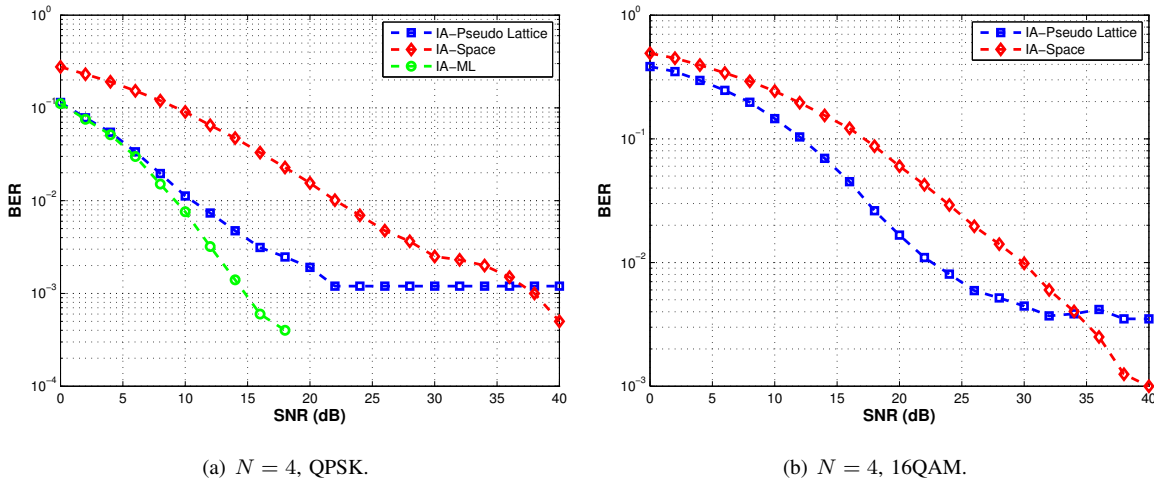 10^0
10^-1
10^-2
10^-3
10^-4
BER
0 5 10 15 20 25 30 35 40
SNR (dB)
IA-Pseudo Lattice
IA-Space
IA-ML
(a) N = 4, QPSK.
10^0
10^-1
10^-2
10^-3
BER
0 5 10 15 20 25 30 35 40
SNR (dB)
IA-Pseudo Lattice
IA-Space
(b) N = 4, 16QAM.